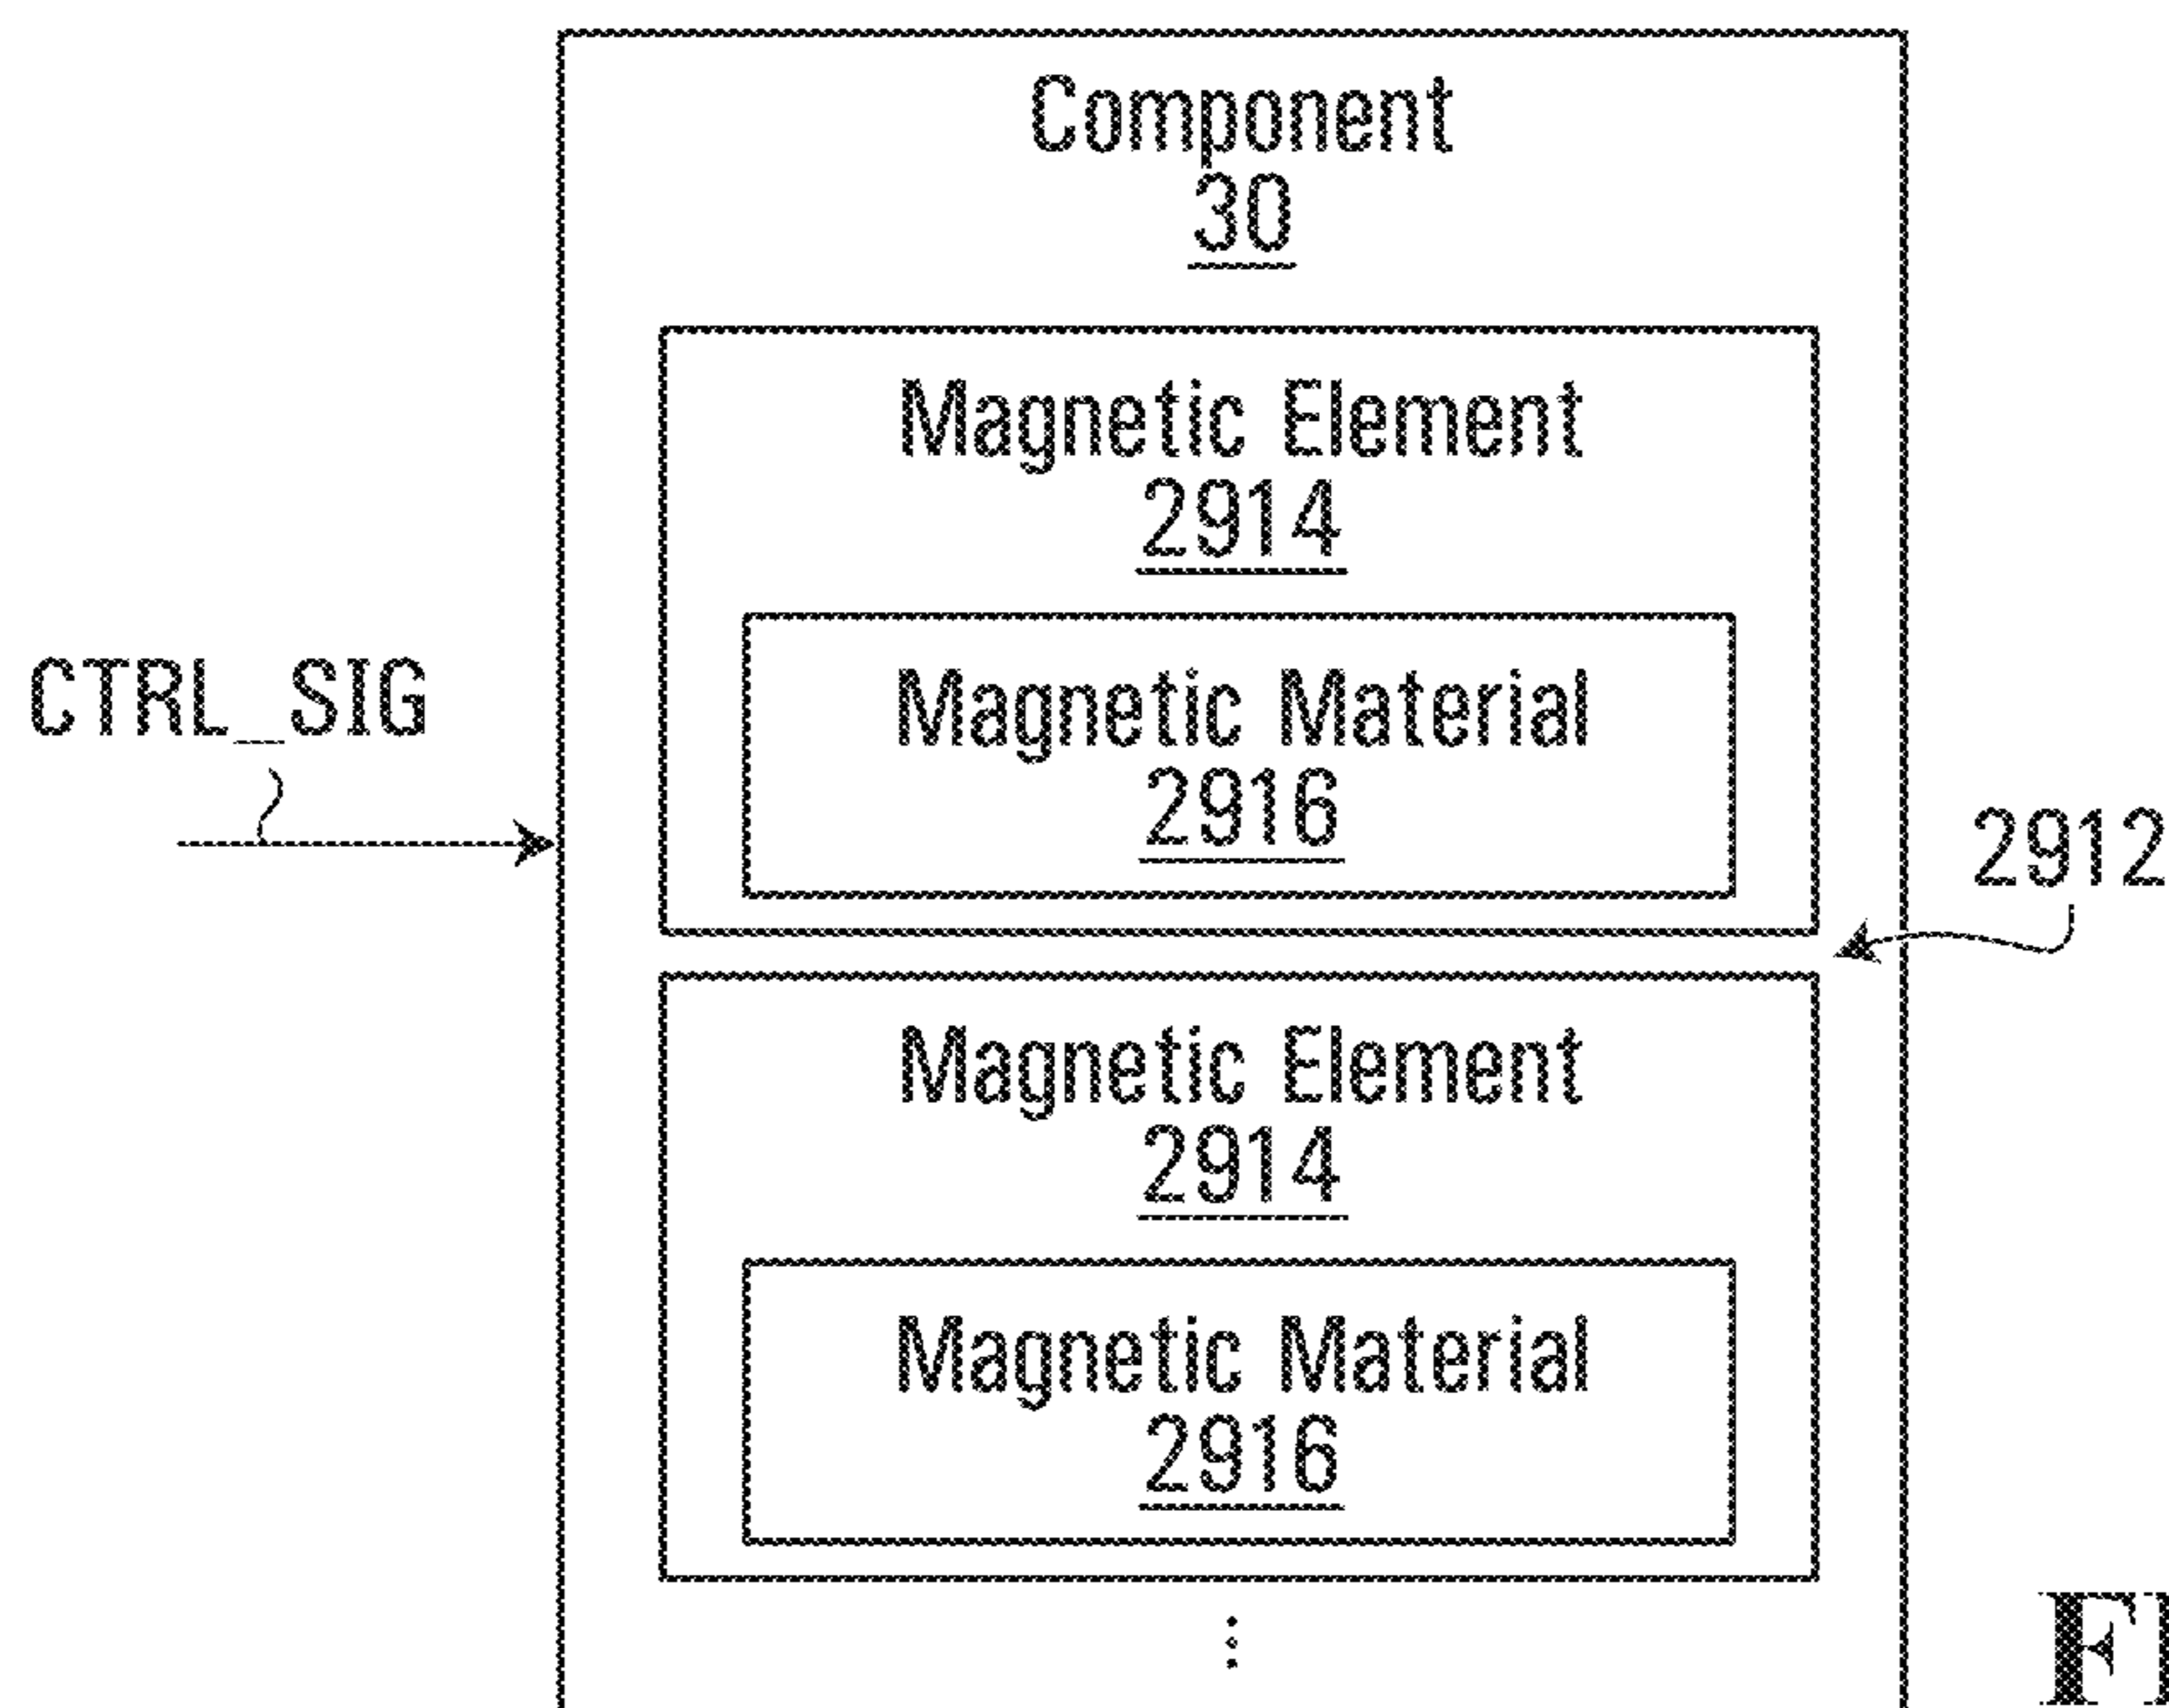 Component
30
Magnetic Element
2914
Magnetic Material
2916
CTRL_SIG
2912
Magnetic Element
2914
Magnetic Material
2916